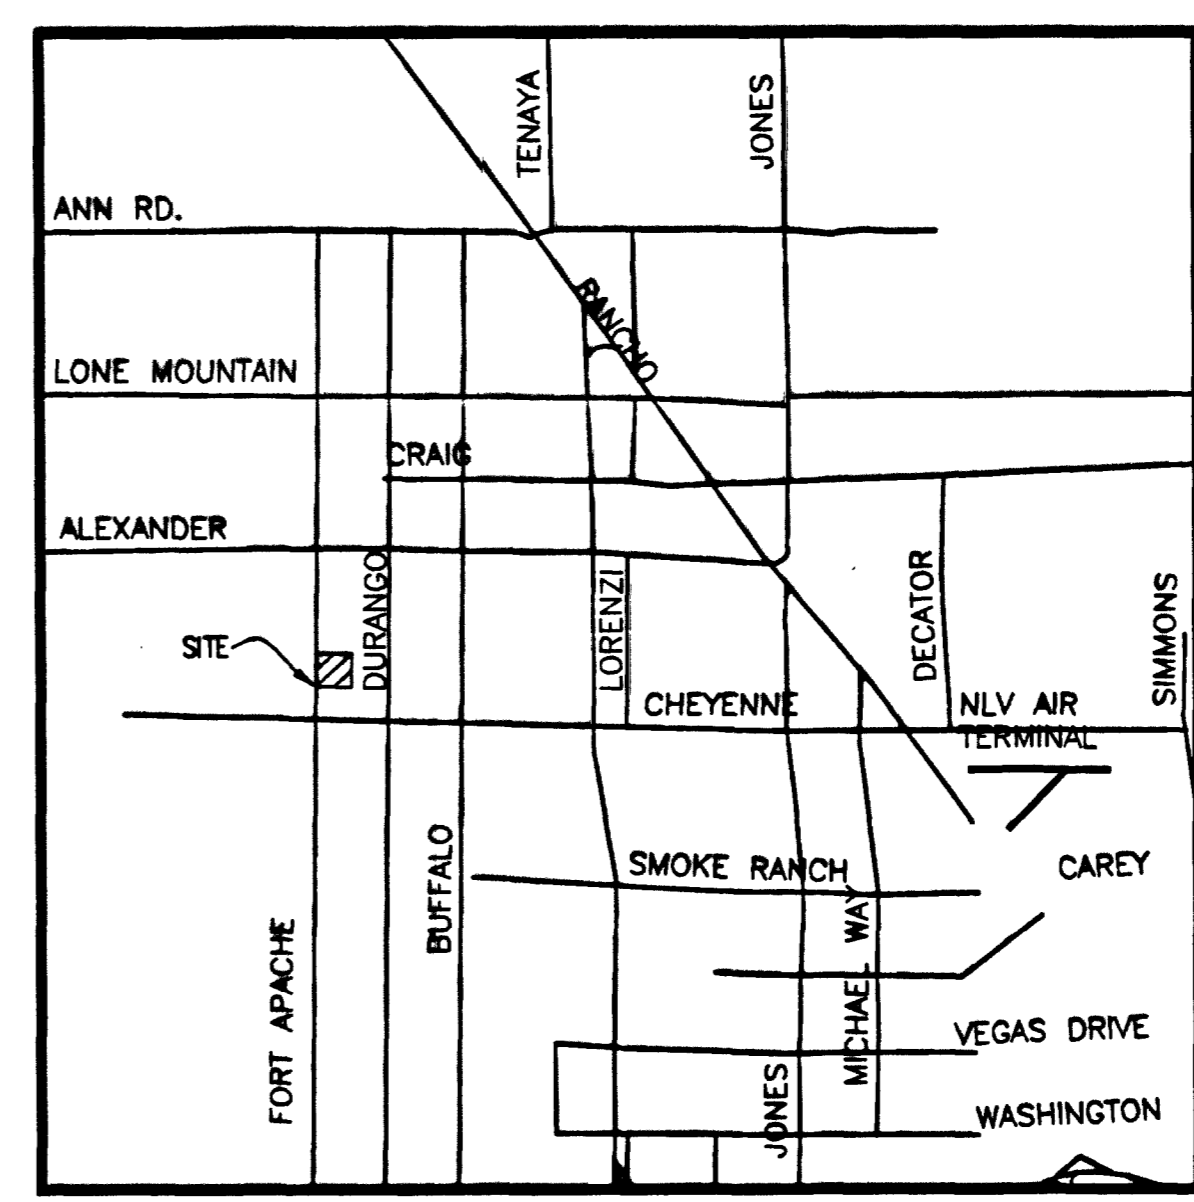 TENAYA
JONES
ANN RD.
RANCHO
LONE MOUNTAIN
CRAIG
ALEXANDER
DURANGO
LORENZI
DECATOR
SIMMONS
SITE
CHEYENNE
NLV AIR
TERMINAL
BUFFALO
SMOKE RANCH
CAREY
MICHAEL WAY
FORT APACHE
VEGAS DRIVE
JONES
WASHINGTON